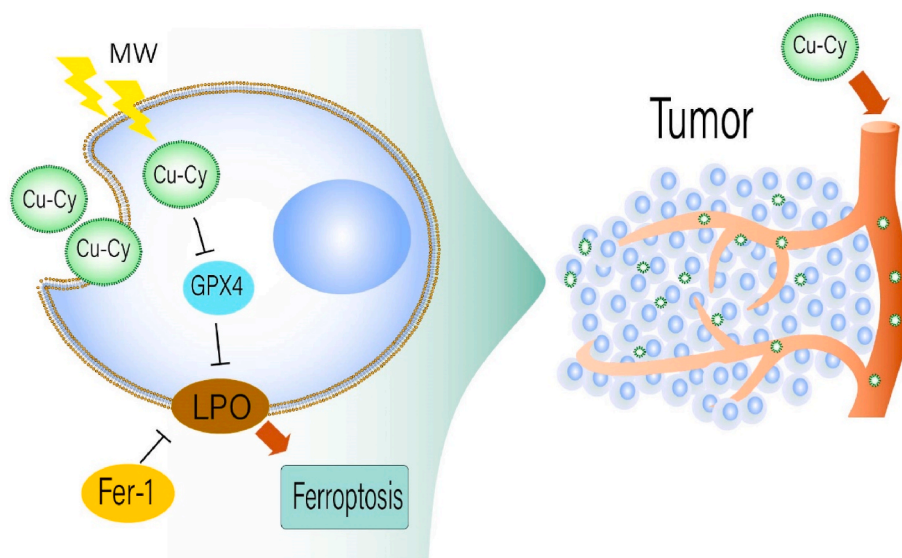 MW
Cu-Cy
Cu-Cy
Cu-Cy
GPX4
LPO
Fer-1
Ferroptosis
Cu-Cy
Tumor